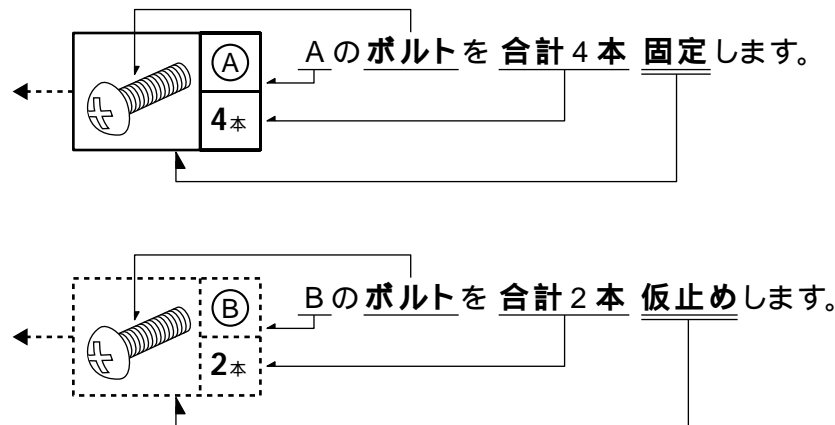 Ⓐ
4本
Aのボルトを 合計4本 固定します。
Ⓑ
2本
Bのボルトを 合計2本 仮止めします。